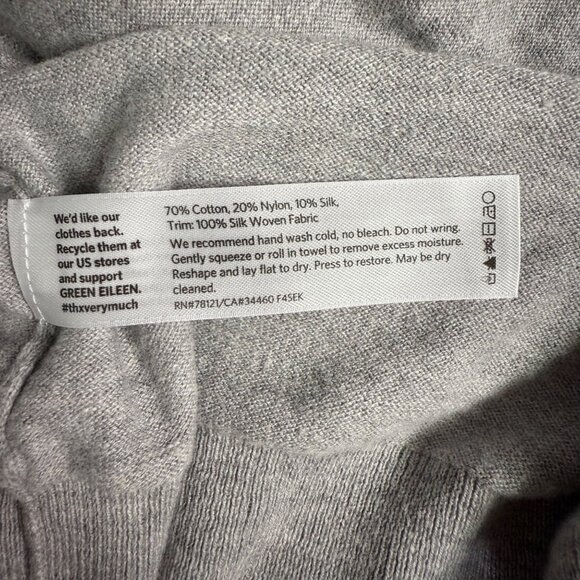 We'd like our
clothes back.
Recycle them at
our US stores
and support
GREEN EILEEN.
#thxverymuch
70% Cotton, 20% Nylon, 10% Silk,
Trim: 100% Silk Woven Fabric
We recommend hand wash cold, no bleach. Do not wring.
Gently squeeze or roll in towel to remove excess moisture.
Reshape and lay flat to dry. Press to restore. May be dry
cleaned.
RN#78121/CA#34460 F4SEK